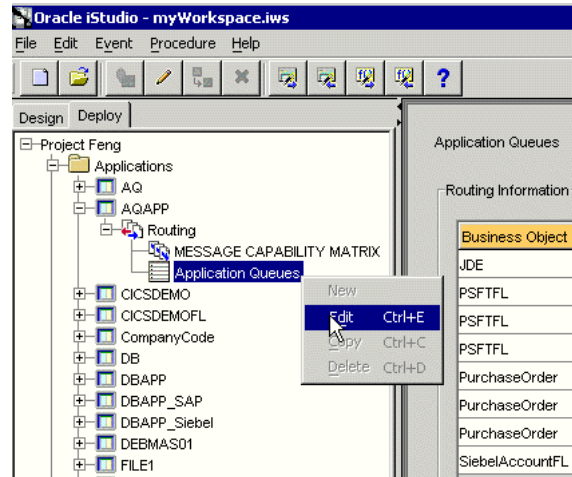 Oracle iStudio - myWorkspace.iws
File Edit Event Procedure Help
Design Deploy
Project Feng
Applications
AQ
AQAPP
Routing
MESSAGE CAPABILITY MATRIX
Application Queues
CICSDEMO
CICSDEMOFL
CompanyCode
DB
DBAPP
DBAPP_SAP
DBAPP_Siebel
DEBMAS01
FILE1
New
Edit Ctrl+E
Copy Ctrl+C
Delete Ctrl+D
Application Queues
Routing Information
Business Object
JDE
PSFTFL
PSFTFL
PSFTFL
PurchaseOrder
PurchaseOrder
PurchaseOrder
SiebelAccountFL